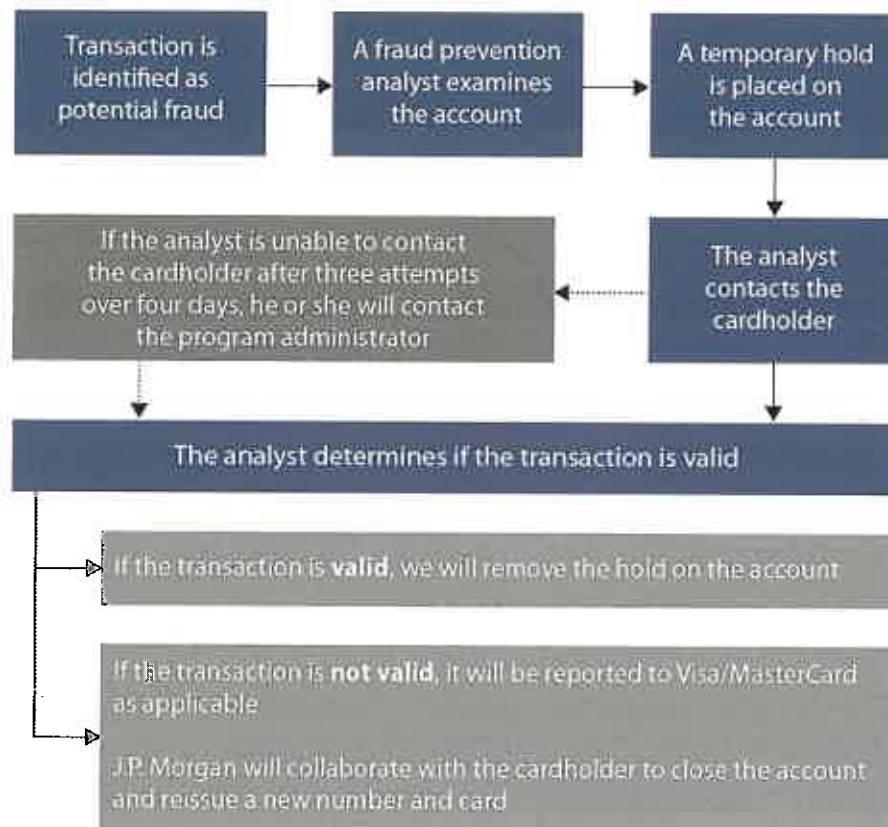 Transaction is
identified as
potential fraud
A fraud prevention
analyst examines
the account
A temporary hold
is placed on
the account
If the analyst is unable to contact
the cardholder after three attempts
over four days, he or she will contact
the program administrator
The analyst
contacts the
cardholder
The analyst determines if the transaction is valid
If the transaction is valid, we will remove the hold on the account
If the transaction is not valid, it will be reported to Visa/MasterCard
as applicable
J.P. Morgan will collaborate with the cardholder to close the account
and reissue a new number and card